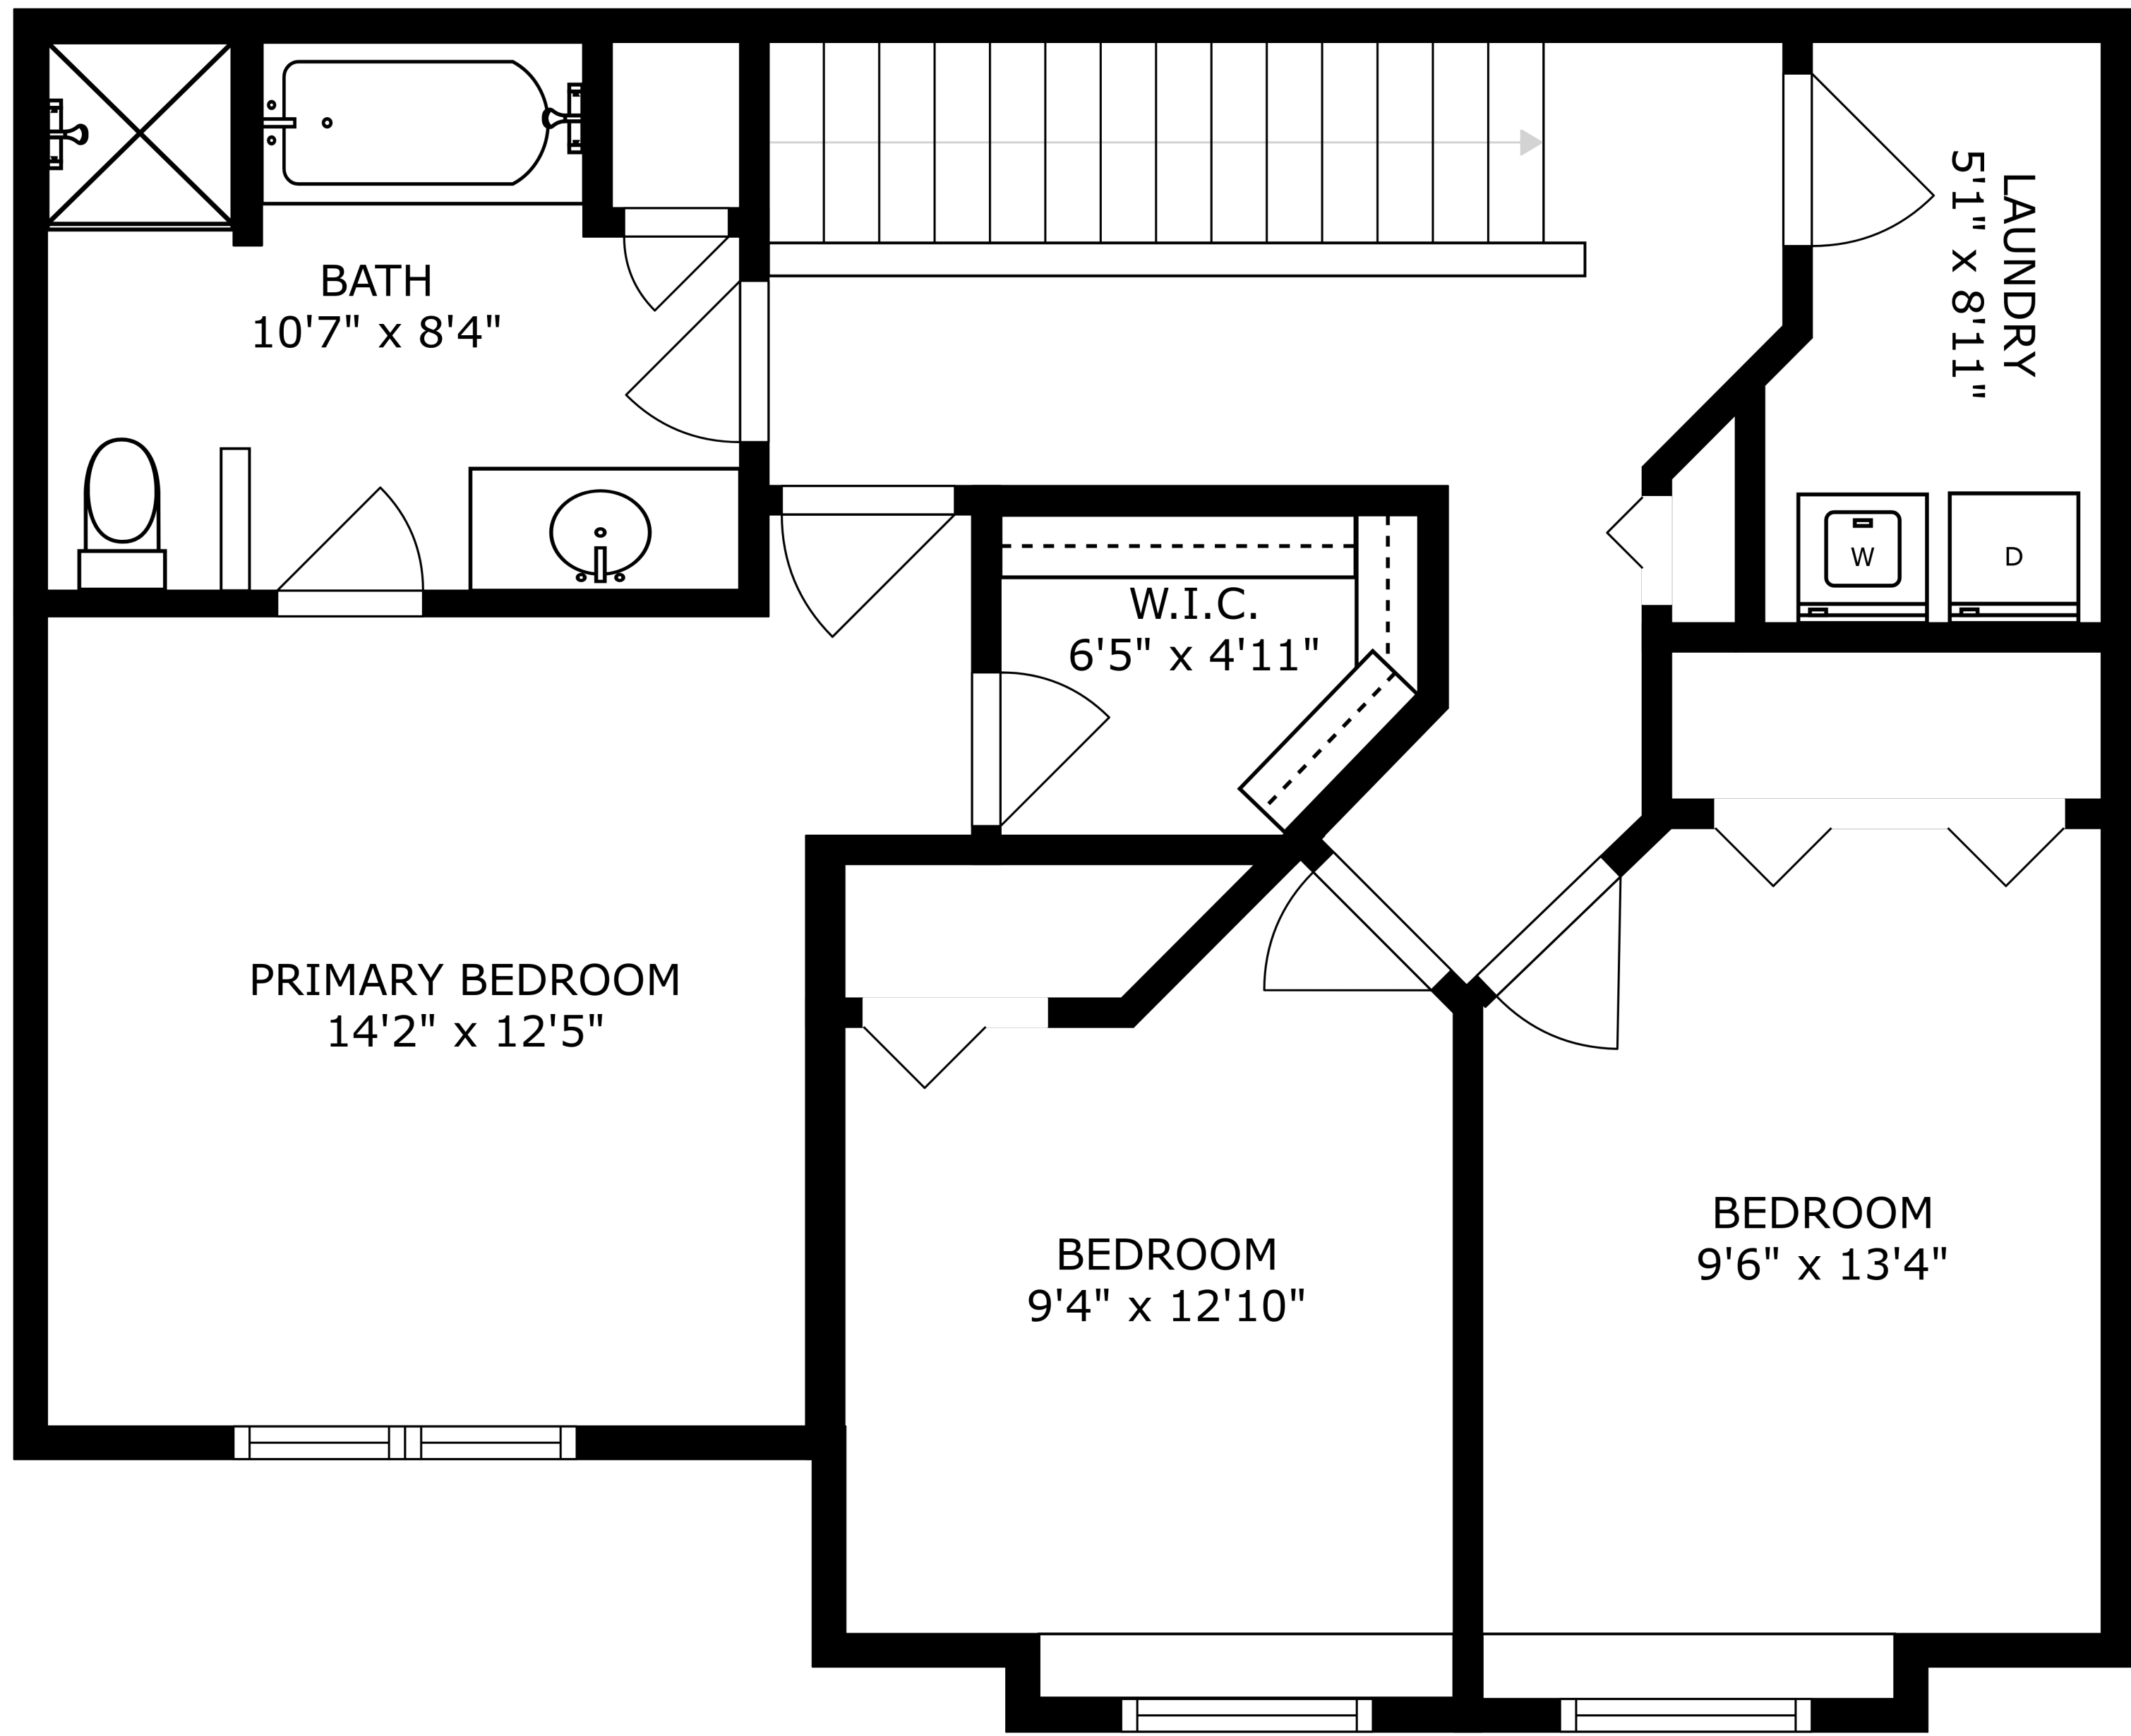 BATH
10'7" x 8'4"
LAUNDRY
5'1" x 8'11"
W
D
W.I.C.
6'5" x 4'11"
PRIMARY BEDROOM
14'2" x 12'5"
BEDROOM
9'4" x 12'10"
BEDROOM
9'6" x 13'4"